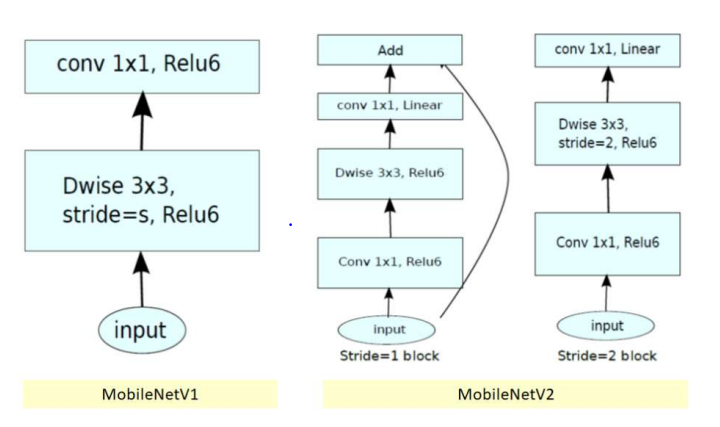 conv 1x1, Relu6
Dwise 3x3,
stride=s, Relu6
input
MobileNetV1
Add
conv 1x1, Linear
Dwise 3x3, Relu6
Conv 1x1, Relu6
input
Stride=1 block
conv 1x1, Linear
Dwise 3x3,
stride=2, Relu6
Conv 1x1, Relu6
input
Stride=2 block
MobileNetV2